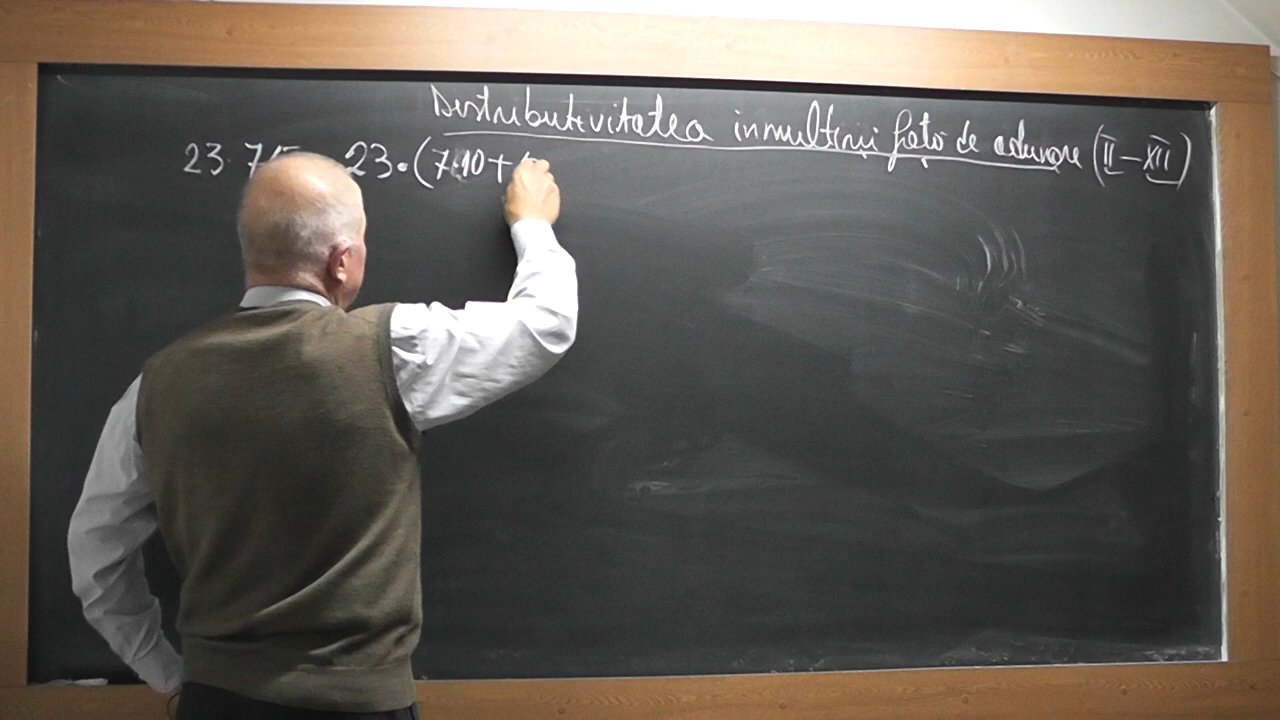 Distributivitatea inmultirii fata de adunare (II – XII)
23 · 7 23 · (7·10 +